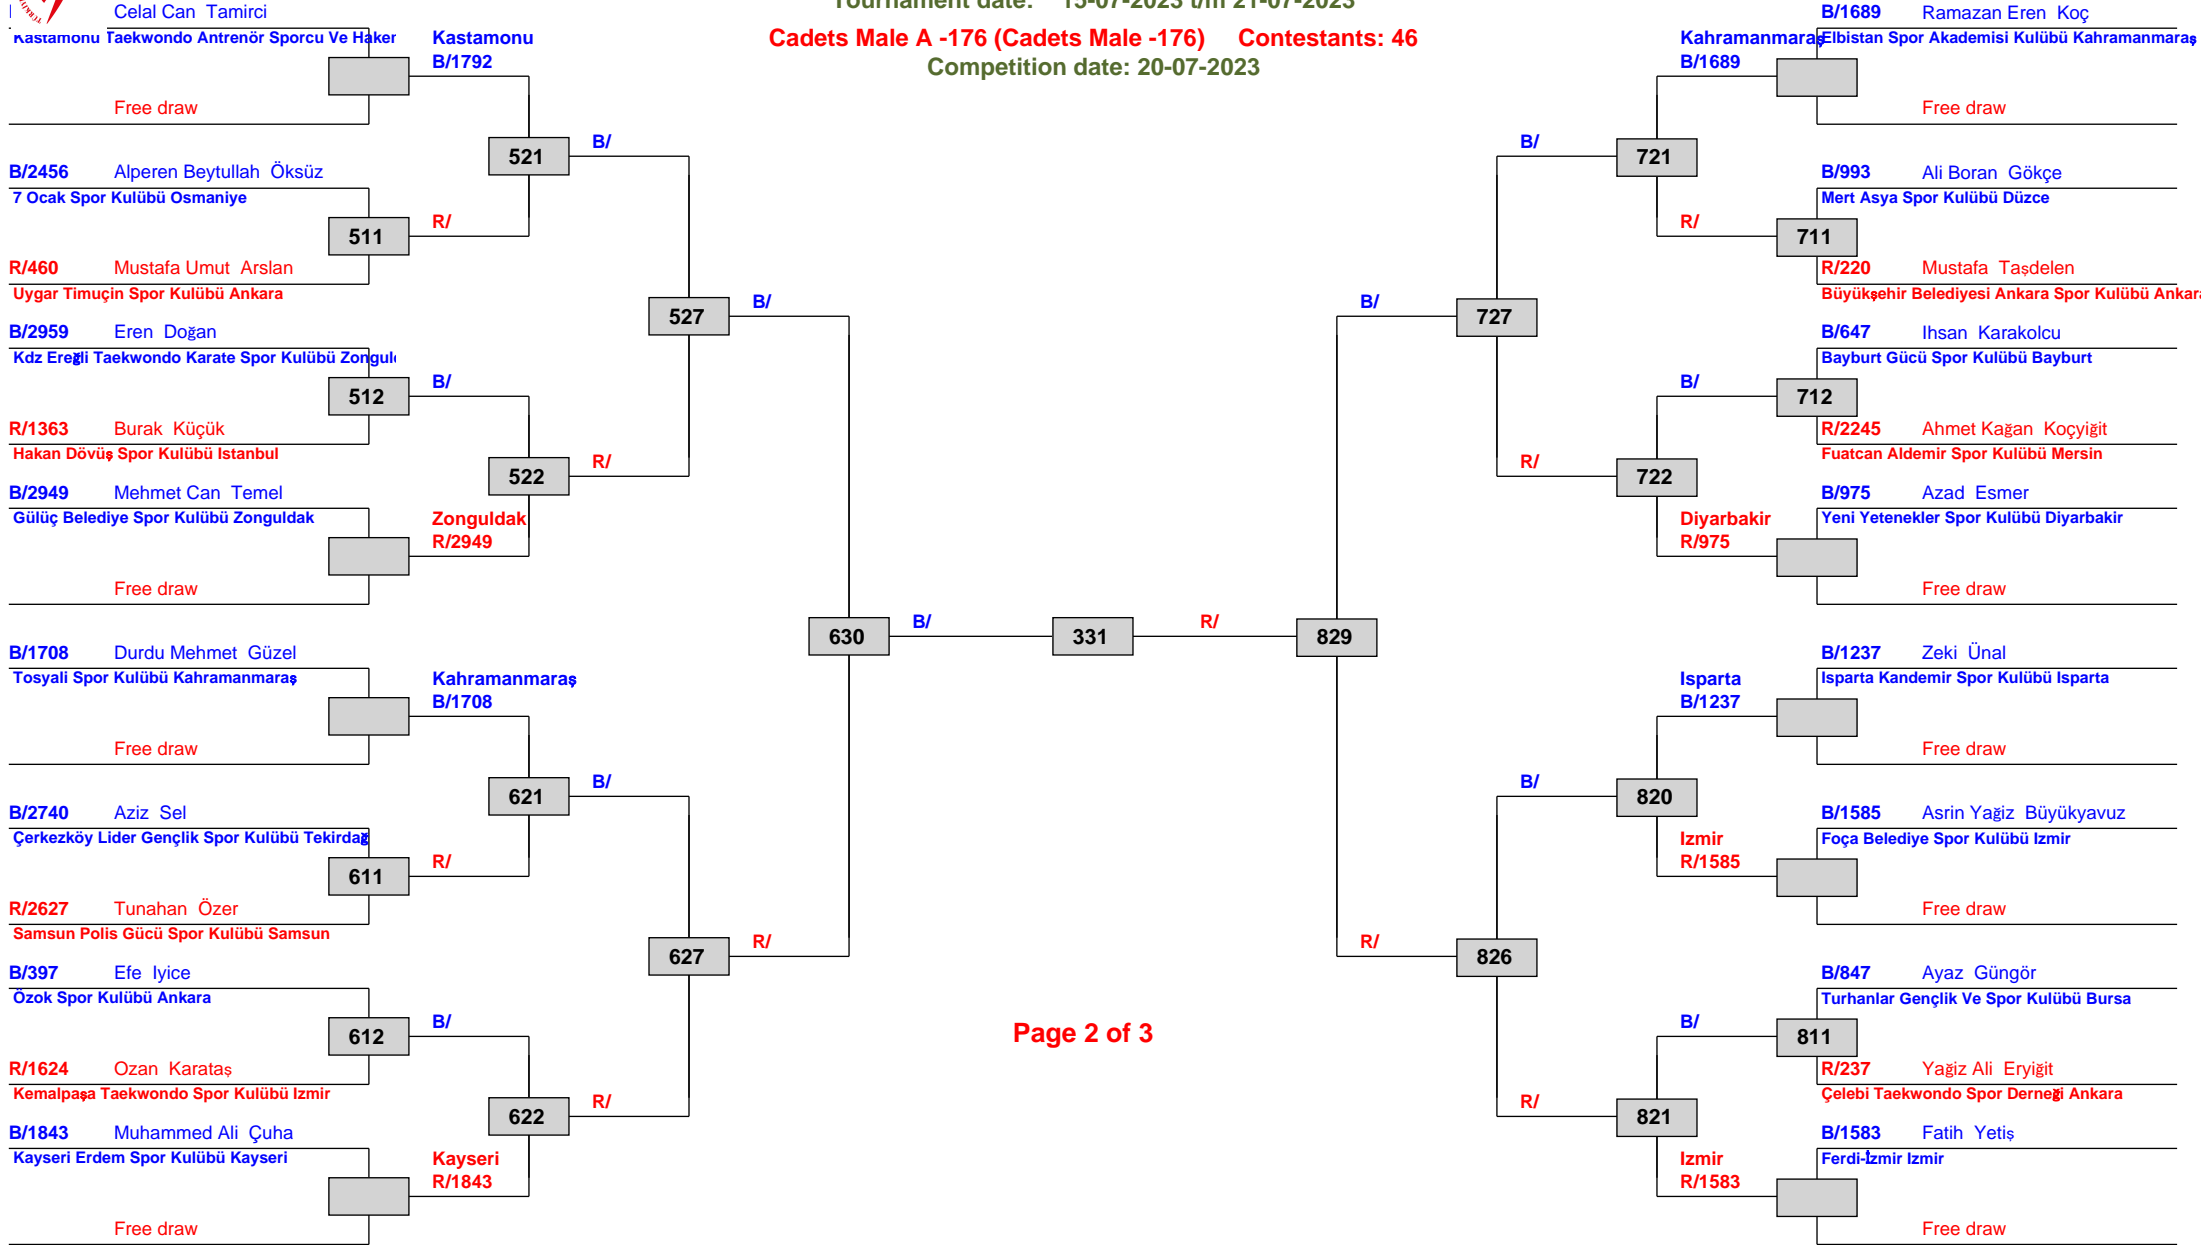 Tournament date: 15-07-2023 t/m 21-07-2023
Cadets Male A -176 (Cadets Male -176) Contestants: 46
Competition date: 20-07-2023
Celal Can Tamirci
Kastamonu Taekwondo Antrenör Sporcu Ve Haker
Free draw
B/2456 Alperen Beytullah Öksüz
7 Ocak Spor Kulübü Osmaniye
R/460 Mustafa Umut Arslan
Uygar Timuçin Spor Kulübü Ankara
B/2959 Eren Doğan
Kdz Ereğli Taekwondo Karate Spor Kulübü Zongul
R/1363 Burak Küçük
Hakan Dövüş Spor Kulübü Istanbul
B/2949 Mehmet Can Temel
Gülüç Belediye Spor Kulübü Zonguldak
Free draw
B/1708 Durdu Mehmet Güzel
Tosyali Spor Kulübü Kahramanmaraş
Free draw
B/2740 Aziz Sel
Çerkezköy Lider Gençlik Spor Kulübü Tekirdağ
R/2627 Tunahan Özer
Samsun Polis Gücü Spor Kulübü Samsun
B/397 Efe Iyice
Özok Spor Kulübü Ankara
R/1624 Ozan Karataş
Kemalpaşa Taekwondo Spor Kulübü Izmir
B/1843 Muhammed Ali Çuha
Kayseri Erdem Spor Kulübü Kayseri
Free draw
511
512
611
612
Kastamonu
B/1792
R/
B/
Zonguldak
R/2949
Kahramanmaraş
B/1708
R/
B/
Kayseri
R/1843
521
522
621
622
B/
R/
B/
R/
527
627
B/
R/
630
B/
331
R/
829
B/
R/
727
826
B/
R/
B/
R/
721
722
820
821
Kahramanmaraş
B/1689
R/
B/
Diyarbakir
R/975
Isparta
B/1237
Izmir
R/1585
B/
Izmir
R/1583
711
712
811
B/1689 Ramazan Eren Koç
Elbistan Spor Akademisi Kulübü Kahramanmaraş
Free draw
B/993 Ali Boran Gökçe
Mert Asya Spor Kulübü Düzce
R/220 Mustafa Taşdelen
Büyükşehir Belediyesi Ankara Spor Kulübü Ankara
B/647 Ihsan Karakolcu
Bayburt Gücü Spor Kulübü Bayburt
R/2245 Ahmet Kağan Koçyiğit
Fuatcan Aldemir Spor Kulübü Mersin
B/975 Azad Esmer
Yeni Yetenekler Spor Kulübü Diyarbakir
Free draw
B/1237 Zeki Ünal
Isparta Kandemir Spor Kulübü Isparta
Free draw
B/1585 Asrin Yağiz Büyükyavuz
Foça Belediye Spor Kulübü Izmir
Free draw
B/847 Ayaz Güngör
Turhanlar Gençlik Ve Spor Kulübü Bursa
R/237 Yağiz Ali Eryiğit
Çelebi Taekwondo Spor Derneği Ankara
B/1583 Fatih Yetiş
Ferdi-İzmir Izmir
Free draw
Page 2 of 3